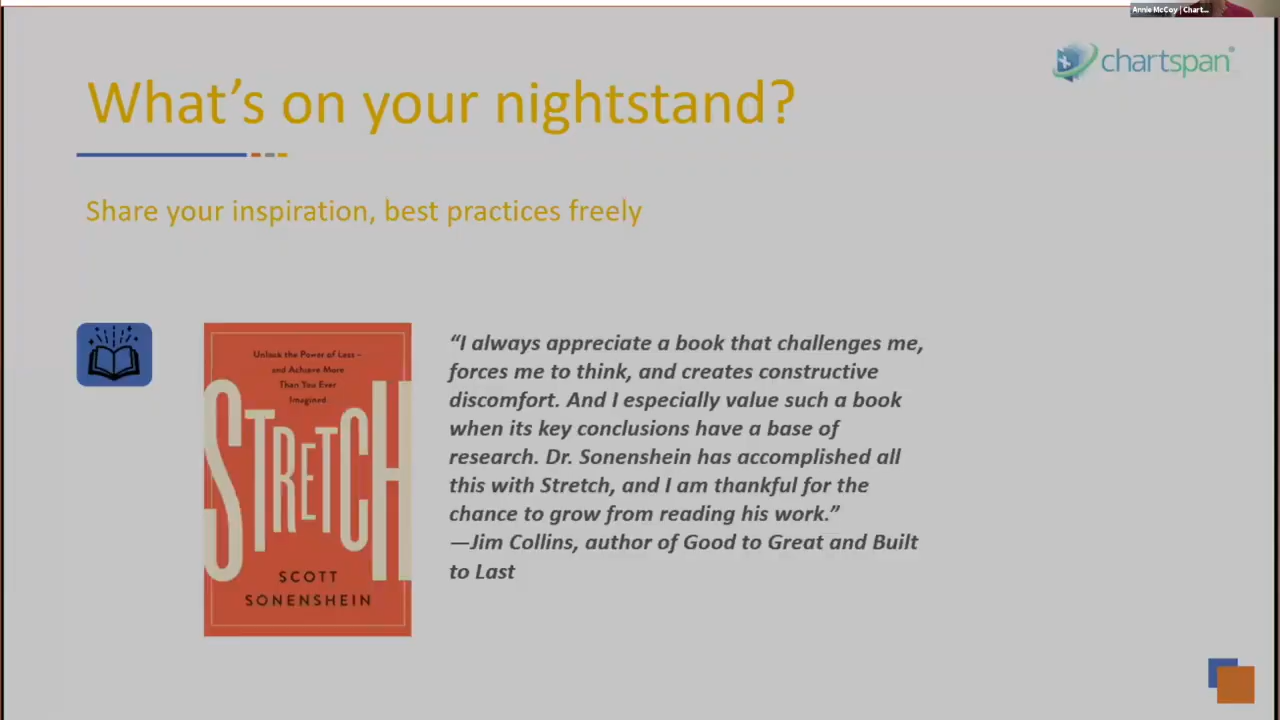 Annie McCoy | Chart...
chartspan
What's on your nightstand?
Share your inspiration, best practices freely
Unlock the Power of Less –
and Achieve More
Than You Ever
Imagined
STRETCH
SCOTT
SONENSHEIN
“I always appreciate a book that challenges me,
forces me to think, and creates constructive
discomfort. And I especially value such a book
when its key conclusions have a base of
research. Dr. Sonenshein has accomplished all
this with Stretch, and I am thankful for the
chance to grow from reading his work.”
—Jim Collins, author of Good to Great and Built
to Last